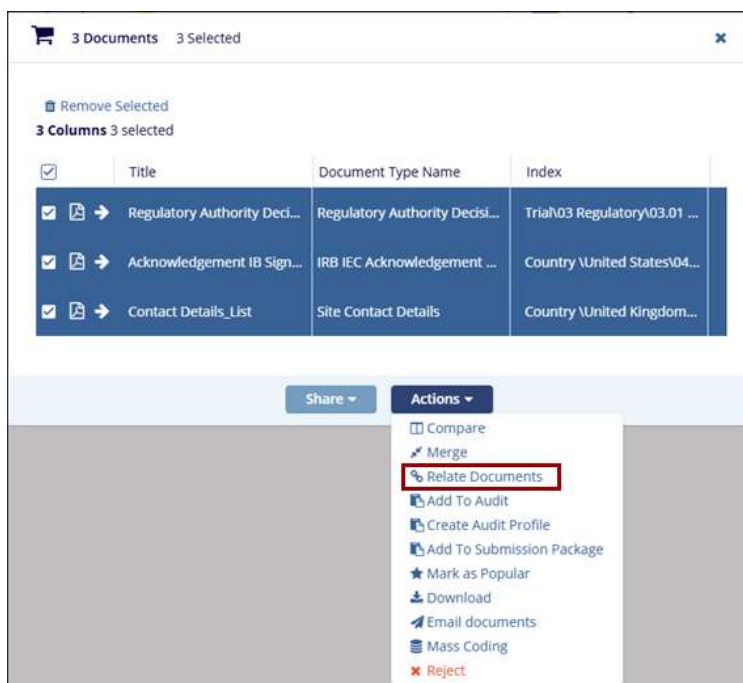 3 Documents 3 Selected
Remove Selected
3 Columns 3 selected
Title Document Type Name Index
Regulatory Authority Deci... Regulatory Authority Decisi... Trial\03 Regulatory\03.01 ...
Acknowledgement IB Sign... IRB IEC Acknowledgement ... Country \United States\04...
Contact Details_List Site Contact Details Country \United Kingdom...
Share Actions
Compare
Merge
Relate Documents
Add To Audit
Create Audit Profile
Add To Submission Package
Mark as Popular
Download
Email documents
Mass Coding
Reject